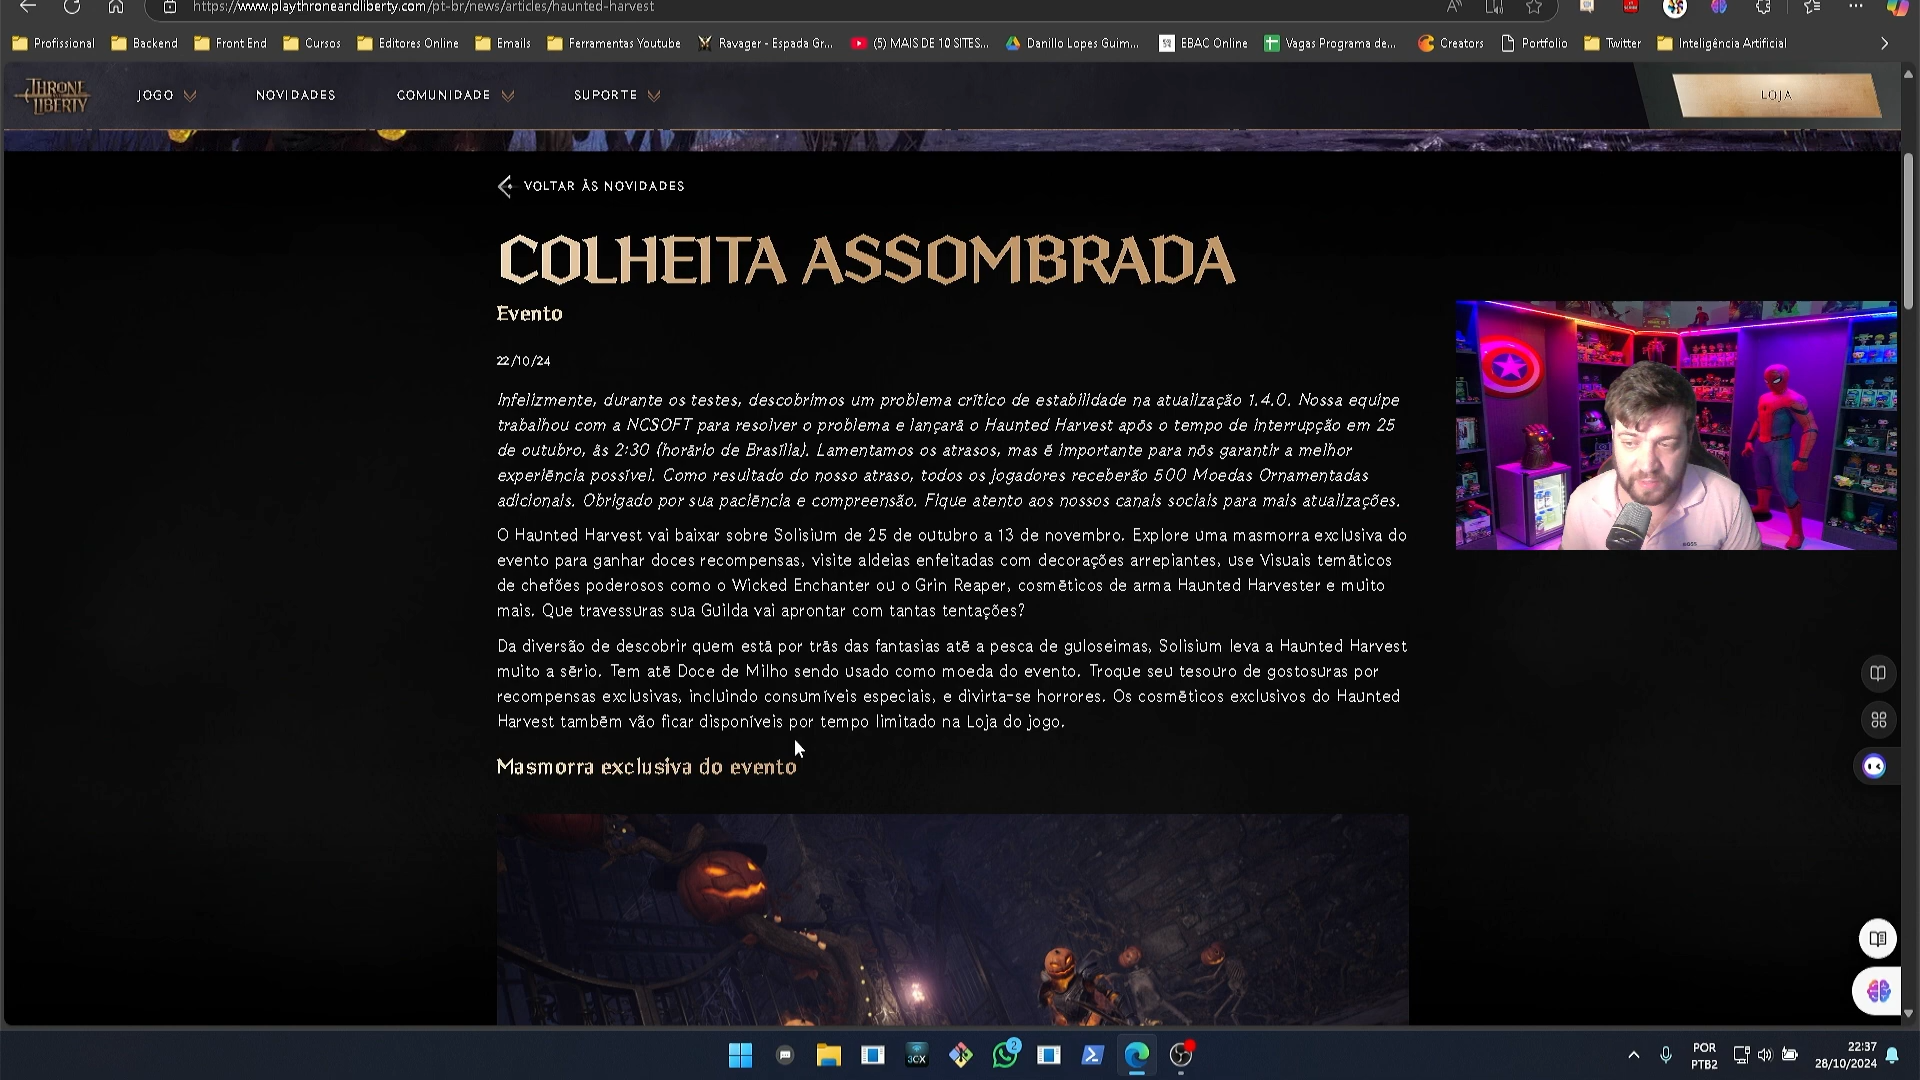 https://www.playthroneandliberty.com/pt-br/news/articles/haunted-harvest
Profissional
Backend
Front End
Cursos
Editores Online
Emails
Ferramentas Youtube
Ravager - Espada Gr...
(5) MAIS DE 10 SITES...
Danillo Lopes Guim...
EBAC Online
Vagas Programa de...
Creators
Portfolio
Twitter
Inteligência Artificial
THRONE AND LIBERTY
JOGO
NOVIDADES
COMUNIDADE
SUPORTE
LOJA
VOLTAR ÀS NOVIDADES
COLHEITA ASSOMBRADA
Evento
22/10/24
Infelizmente, durante os testes, descobrimos um problema crítico de estabilidade na atualização 1.4.0. Nossa equipe
trabalhou com a NCSOFT para resolver o problema e lançará o Haunted Harvest após o tempo de interrupção em 25
de outubro, às 2:30 (horário de Brasília). Lamentamos os atrasos, mas é importante para nós garantir a melhor
experiência possível. Como resultado do nosso atraso, todos os jogadores receberão 500 Moedas Ornamentadas
adicionais. Obrigado por sua paciência e compreensão. Fique atento aos nossos canais sociais para mais atualizações.
O Haunted Harvest vai baixar sobre Solisium de 25 de outubro a 13 de novembro. Explore uma masmorra exclusiva do
evento para ganhar doces recompensas, visite aldeias enfeitadas com decorações arrepiantes, use Visuais temáticos
de chefões poderosos como o Wicked Enchanter ou o Grin Reaper, cosméticos de arma Haunted Harvester e muito
mais. Que travessuras sua Guilda vai aprontar com tantas tentações?
Da diversão de descobrir quem está por trás das fantasias até a pesca de guloseimas, Solisium leva a Haunted Harvest
muito a sério. Tem até Doce de Milho sendo usado como moeda do evento. Troque seu tesouro de gostosuras por
recompensas exclusivas, incluindo consumíveis especiais, e divirta-se horrores. Os cosméticos exclusivos do Haunted
Harvest também vão ficar disponíveis por tempo limitado na Loja do jogo.
Masmorra exclusiva do evento
3CX
2
POR
PTB2
22:37
28/10/2024